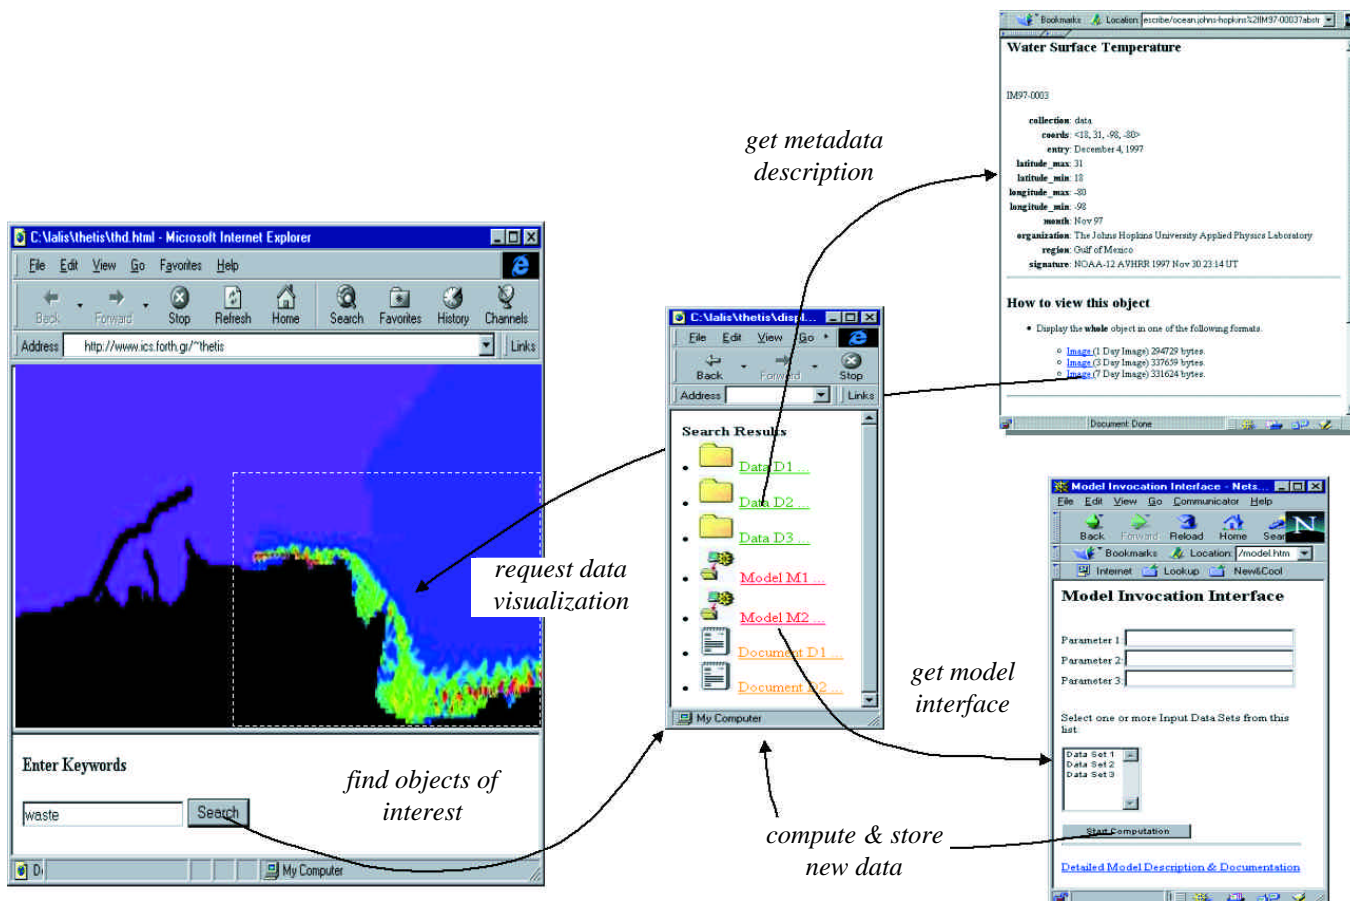 C:\lalis\thetis\thd.html - Microsoft Internet Explorer
File Edit View Go Favorites Help
Back Forward Stop Refresh Home Search Favorites History Channels
Address http://www.ics.forth.gr/~thetis Links
Enter Keywords
waste Search
My Computer
find objects of
interest
request data
visualization
get metadada
description
C:\lalis\thetis\displ...
File Edit View Go
Back Forward Stop
Address Links
Search Results
Data D1 ...
Data D2 ...
Data D3 ...
Model M1 ...
Model M2 ...
Document D1 ...
Document D2 ...
My Computer
get model
interface
compute & store
new data
Bookmarks Location:
Water Surface Temperature
IM97-0003
collection: data
coords: <18, 31, -98, -80>
entry: December 4, 1997
latitude_max: 31
latitude_min: 18
longitude_max: -80
longitude_min: -98
month: Nov 97
organization: The Johns Hopkins University Applied Physics Laboratory
region: Gulf of Mexico
signature: NOAA-12 AVHRR 1997 Nov 30 23:14 UT
How to view this object
Display the whole object in one of the following formats.
Image (1 Day Image) 294729 bytes.
Image (3 Day Image) 337659 bytes.
Image (7 Day Image) 331624 bytes.
Document: Done
Model Invocation Interface - Nets...
File Edit View Go Communicator Help
Back Forward Reload Home Sear
N
Bookmarks Location: /model.htm
Internet Lookup New&Cool
Model Invocation Interface
Parameter 1:
Parameter 2:
Parameter 3:
Select one or more Input Data Sets from this
list:
Data Set 1
Data Set 2
Data Set 3
Start Computation
Detailed Model Description & Documentation